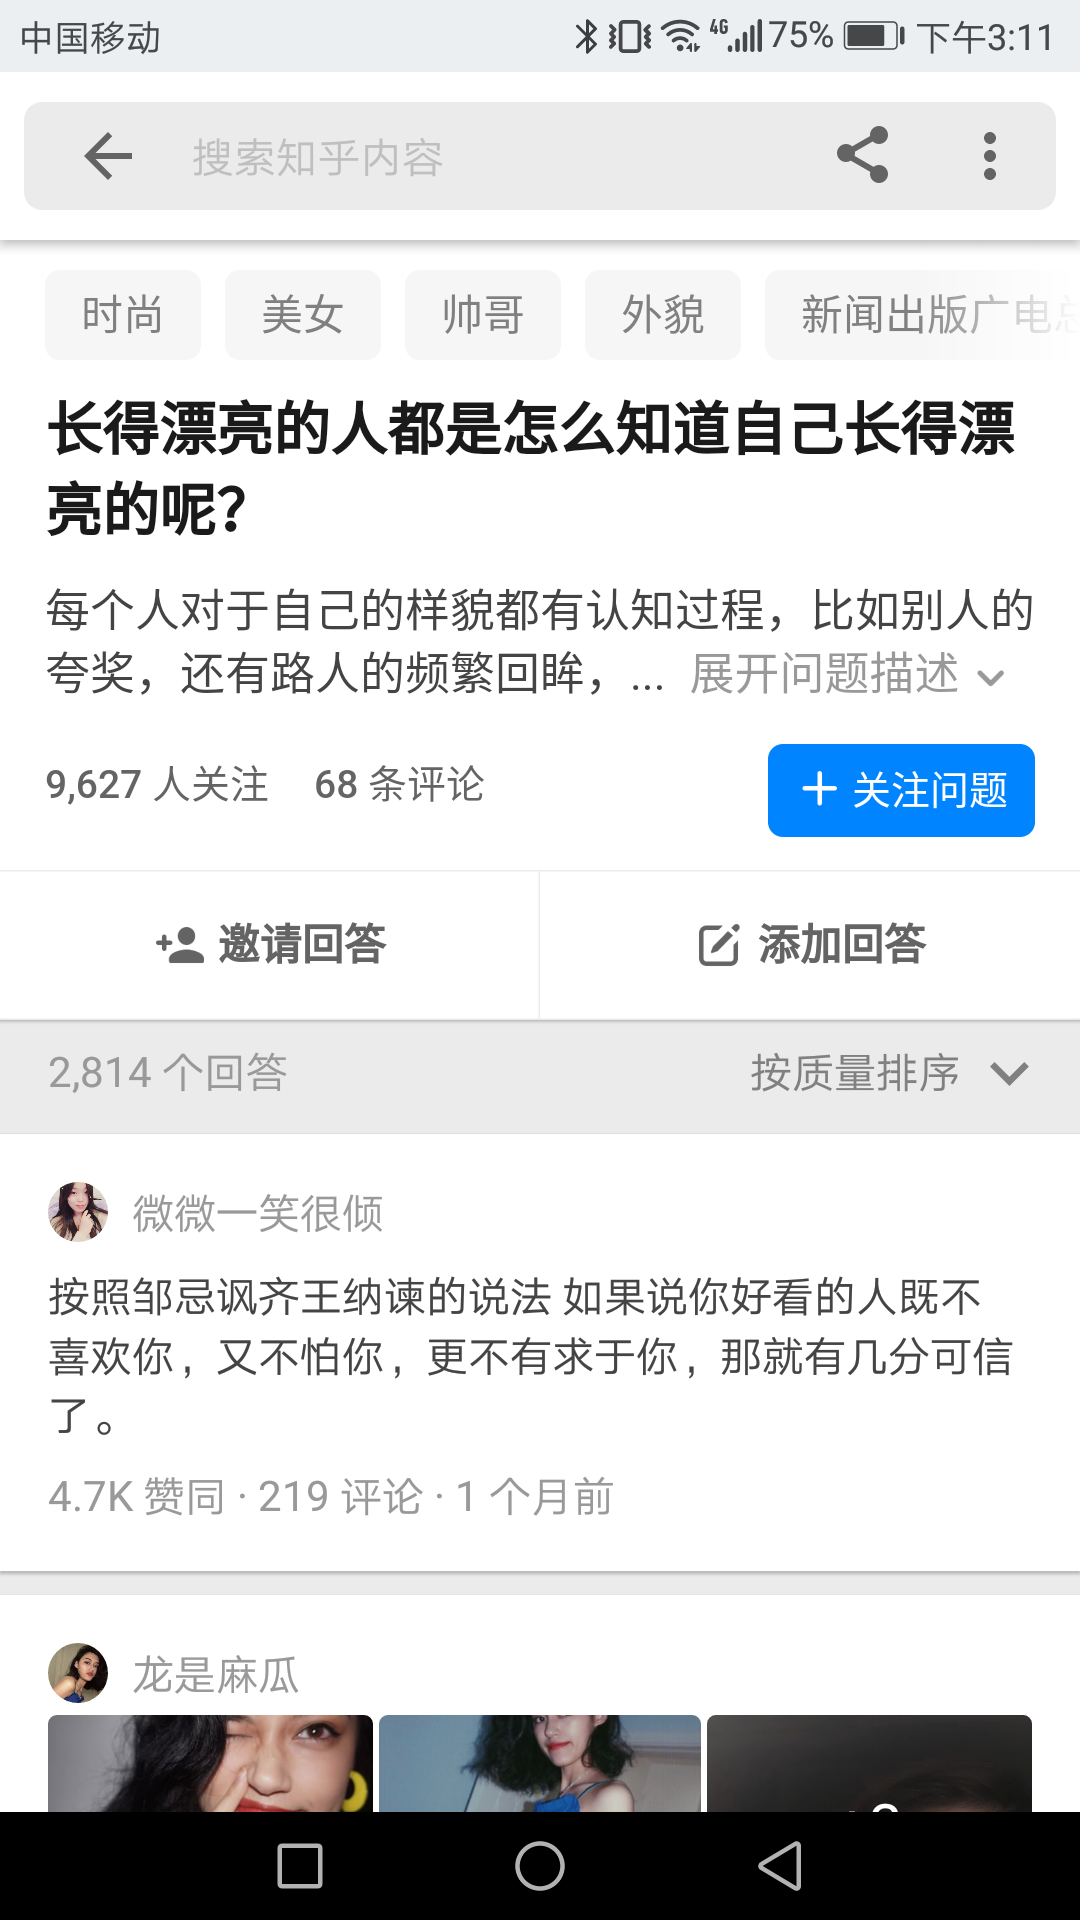 中国移动 4G 75% 下午3:11
搜索知乎内容
时尚 美女 帅哥 外貌 新闻出版广电总
长得漂亮的人都是怎么知道自己长得漂
亮的呢？
每个人对于自己的样貌都有认知过程，比如别人的
夸奖，还有路人的频繁回眸，... 展开问题描述
9,627 人关注 68 条评论 关注问题
邀请回答 添加回答
2,814 个回答 按质量排序
微微一笑很倾
按照邹忌讽齐王纳谏的说法 如果说你好看的人既不
喜欢你，又不怕你，更不有求于你，那就有几分可信
了。
4.7K 赞同 · 219 评论 · 1 个月前
龙是麻瓜